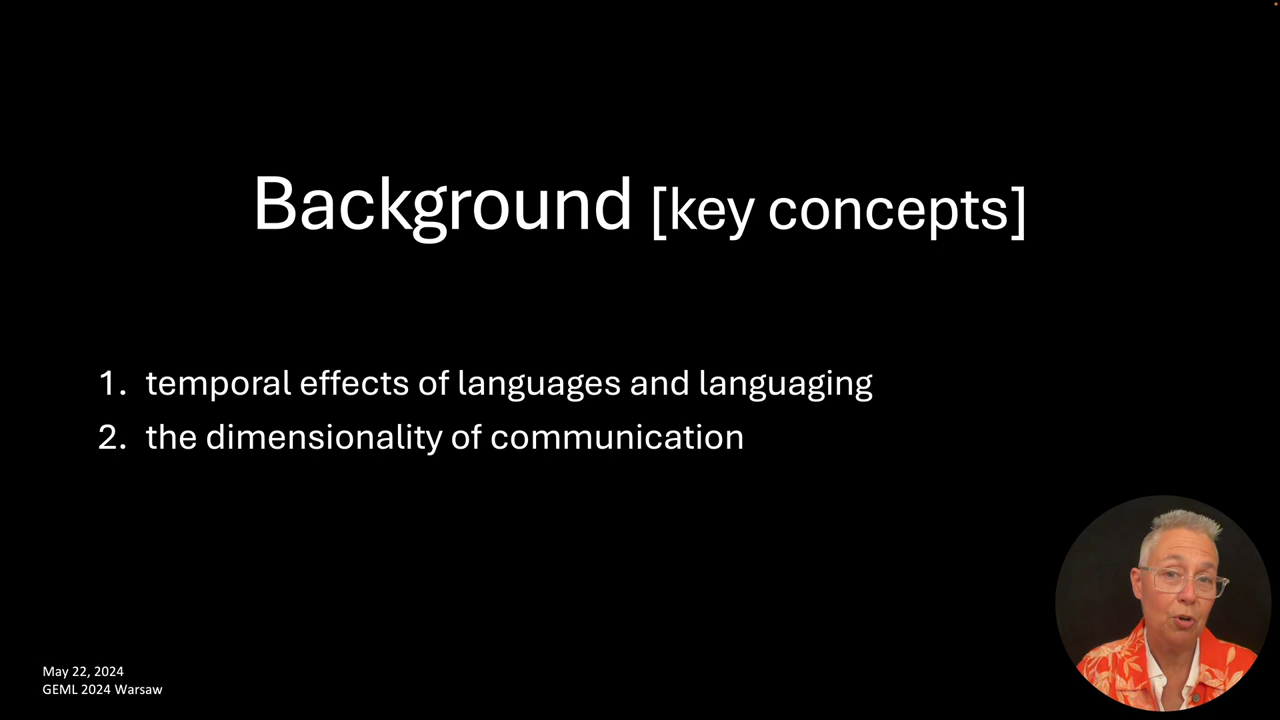 Background [key concepts]
1. temporal effects of languages and languaging
2. the dimensionality of communication
May 22, 2024
GEML 2024 Warsaw